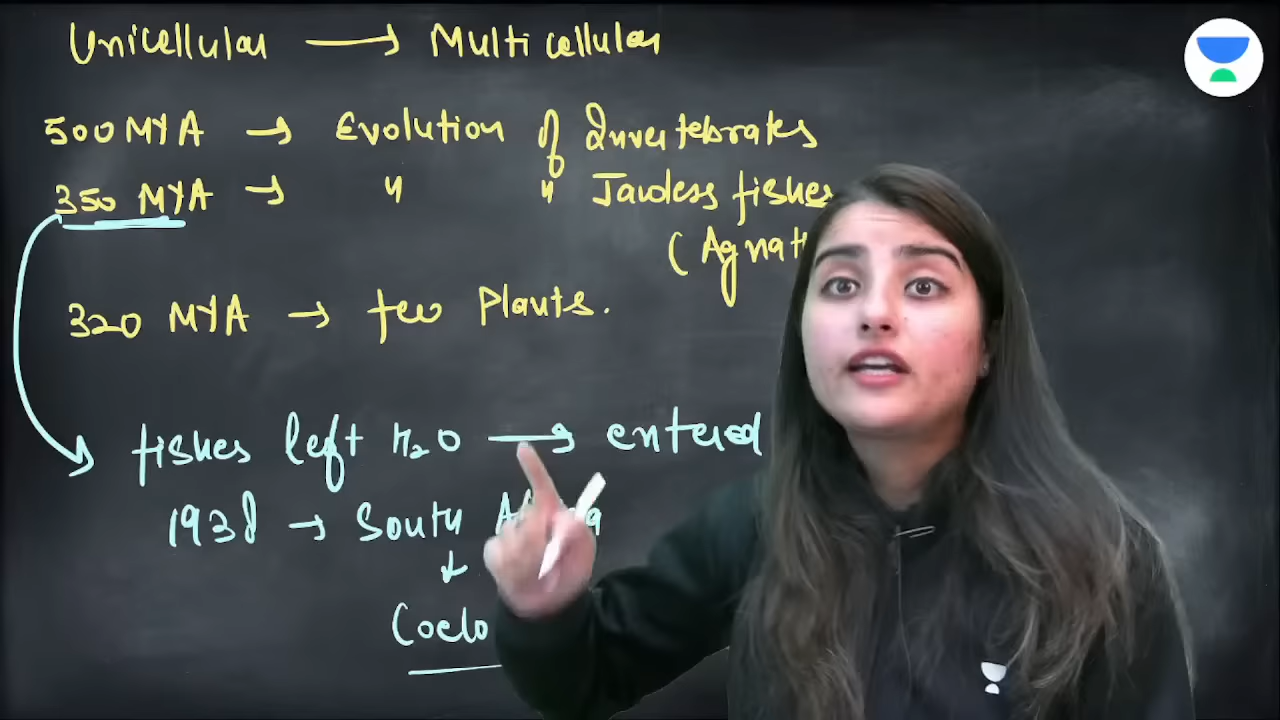 Unicellular → Multicellular
500 MYA → Evolution of Invertebrates
350 MYA → " " Jawless fishes
(Agnath
320 MYA → few Plants.
fishes left H₂O → entered
1938 → South
↓
Coelo